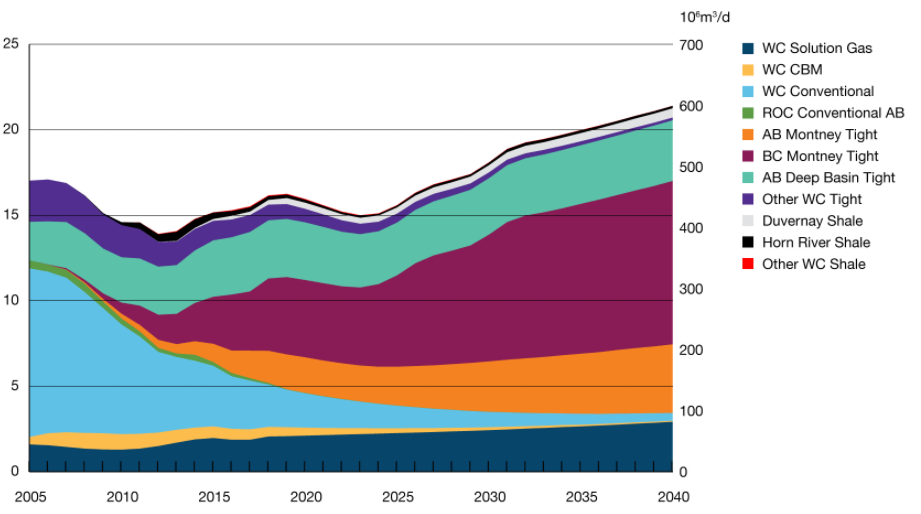 10⁶m³/d
25
20
15
10
5
0
700
600
500
400
300
200
100
0
2005 2010 2015 2020 2025 2030 2035 2040
WC Solution Gas
WC CBM
WC Conventional
ROC Conventional AB
AB Montney Tight
BC Montney Tight
AB Deep Basin Tight
Other WC Tight
Duvernay Shale
Horn River Shale
Other WC Shale